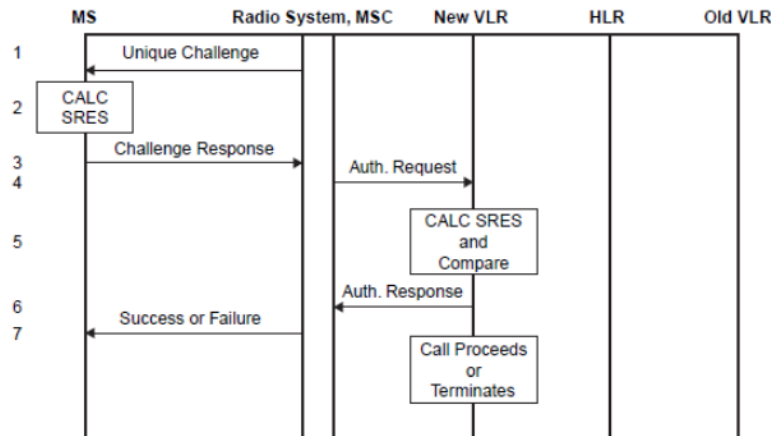 MS Radio System, MSC New VLR HLR Old VLR
1 Unique Challenge
2 CALC
SRES
3 Challenge Response
4 Auth. Request
5 CALC SRES
and
Compare
6 Auth. Response
7 Success or Failure
Call Proceeds
or
Terminates